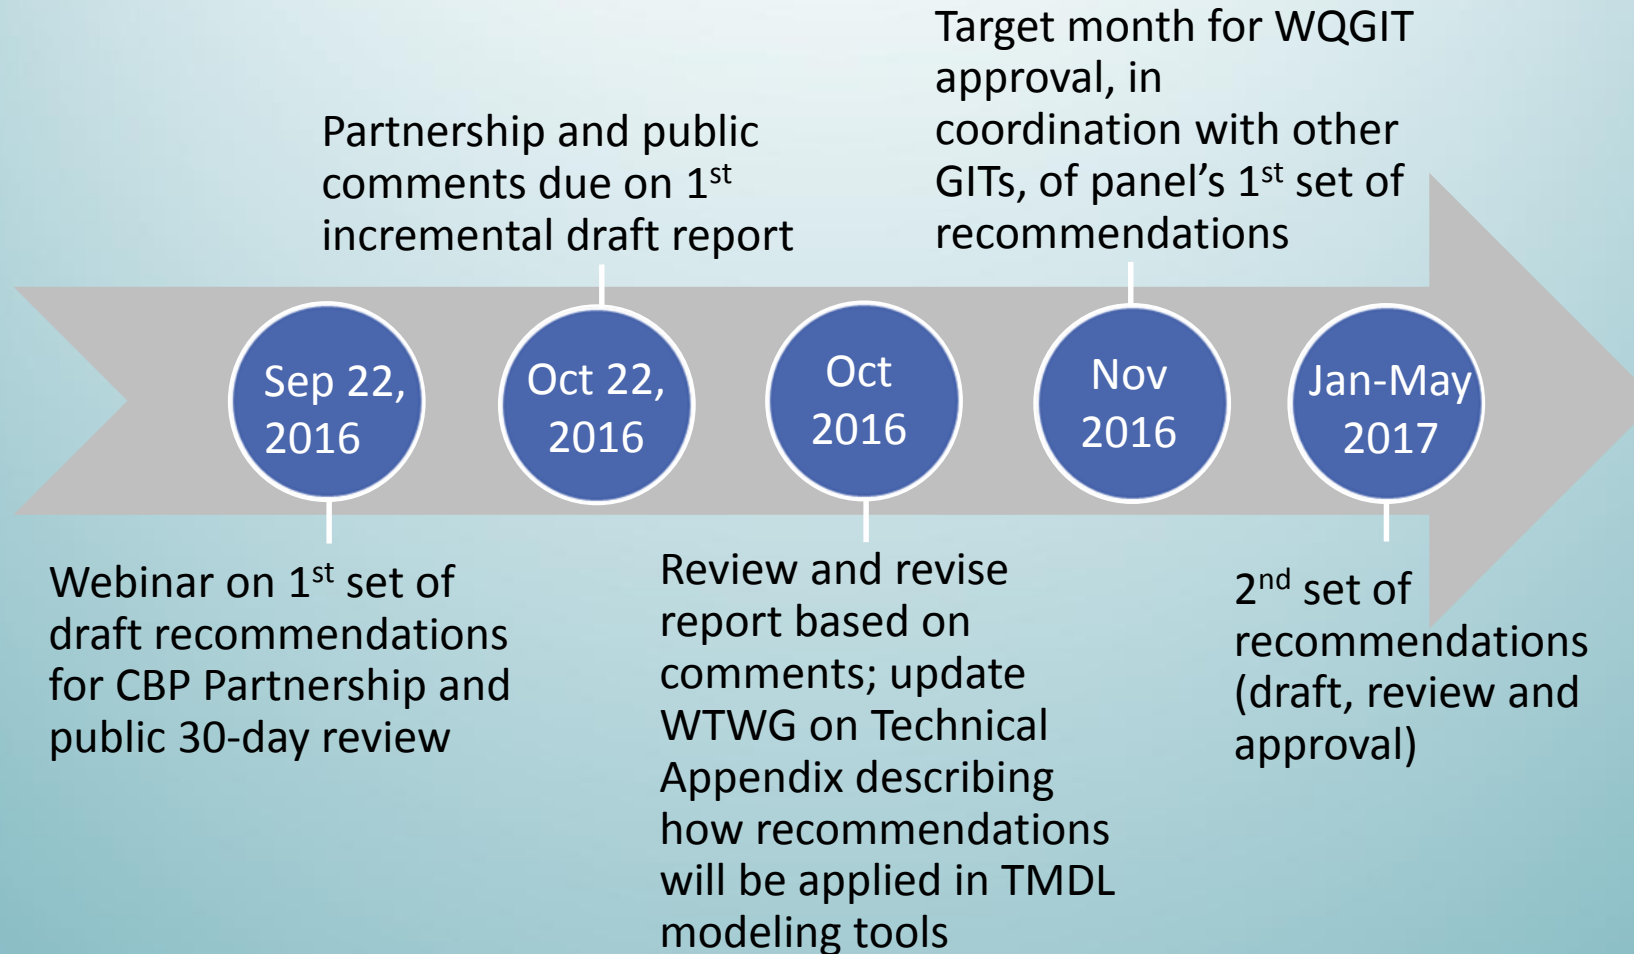 Target month for WQGIT
approval, in
coordination with other
GITs, of panel’s 1st set of
recommendations
Partnership and public
comments due on 1st
incremental draft report
Sep 22,
2016
Oct 22,
2016
Oct
2016
Nov
2016
Jan-May
2017
Webinar on 1st set of
draft recommendations
for CBP Partnership and
public 30-day review
Review and revise
report based on
comments; update
WTWG on Technical
Appendix describing
how recommendations
will be applied in TMDL
modeling tools
2nd set of
recommendations
(draft, review and
approval)